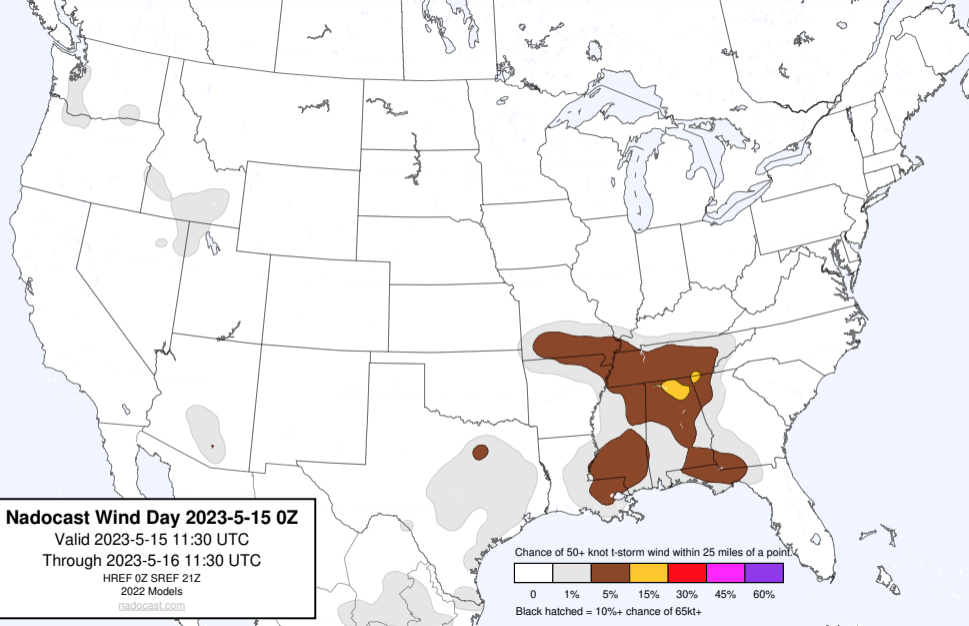 Nadocast Wind Day 2023-5-15 0Z
Valid 2023-5-15 11:30 UTC
Through 2023-5-16 11:30 UTC
HREF 0Z SREF 21Z
2022 Models
nadocast.com
Chance of 50+ knot t-storm wind within 25 miles of a point.
0 1% 5% 15% 30% 45% 60%
Black hatched = 10%+ chance of 65kt+